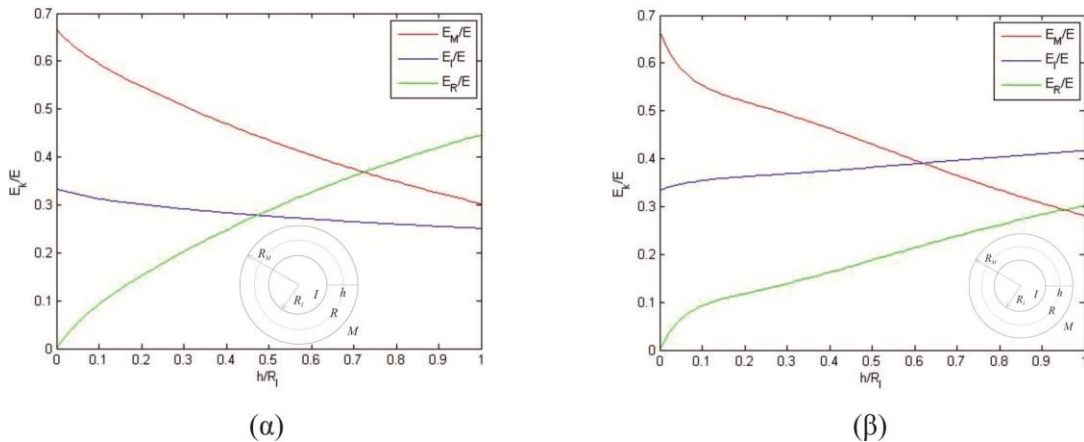 0.7
0.6
0.5
0.4
0.3
0.2
0.1
0
E_k/E
0 0.1 0.2 0.3 0.4 0.5 0.6 0.7 0.8 0.9 1
h/R_I
E_M/E
E_I/E
E_R/E
R_M
R_I
I
h
R
M
(α)
0.7
0.6
0.5
0.4
0.3
0.2
0.1
0
E_k/E
0 0.1 0.2 0.3 0.4 0.5 0.6 0.7 0.8 0.9 1
h/R_I
E_M/E
E_I/E
E_R/E
R_M
R_I
I
h
R
M
(β)